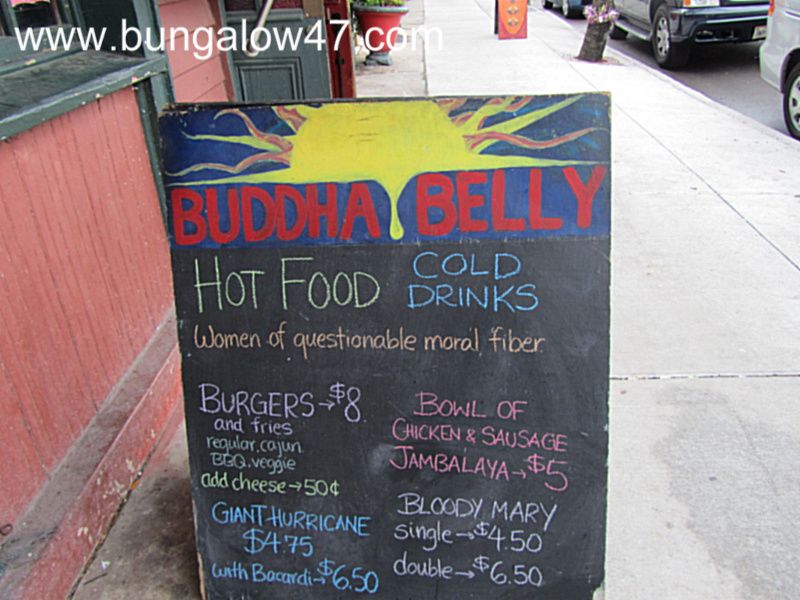 www.bungalow47.com
BUDDHA BELLY
HOT FOOD
COLD
DRINKS
Women of questionable moral fiber
BURGERS→$8
and fries
regular, cajun
BBQ, veggie
add cheese→50¢
GIANT HURRICANE
$4.75
with Bacardi→$6.50
BOWL OF
CHICKEN & SAUSAGE
JAMBALAYA→$5
BLOODY MARY
single→$4.50
double→$6.50